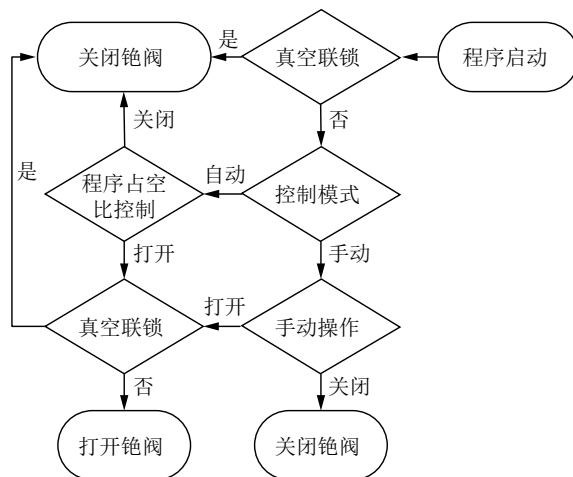 是
关闭铯阀
真空联锁
程序启动
关闭
否
是
程序占空
比控制
自动
控制模式
打开
手动
真空联锁
打开
手动操作
否
关闭
打开铯阀
关闭铯阀